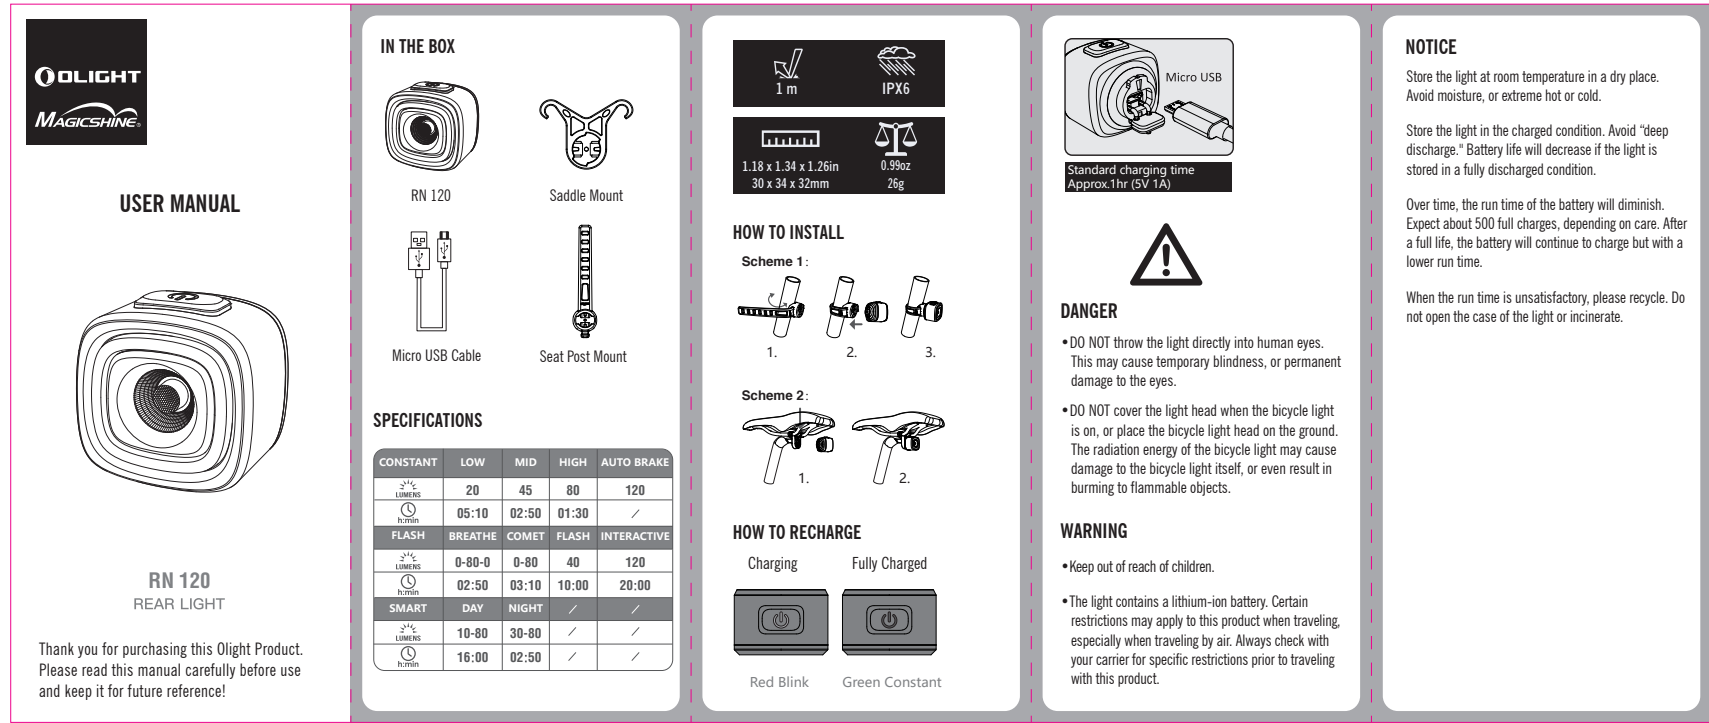 OLIGHT
MAGICSHINE®
USER MANUAL
RN 120
REAR LIGHT
Thank you for purchasing this Olight Product.
Please read this manual carefully before use
and keep it for future reference!
IN THE BOX
RN 120
Saddle Mount
Micro USB Cable
Seat Post Mount
SPECIFICATIONS
CONSTANT LOW MID HIGH AUTO BRAKE
LUMENS 20 45 80 120
h:min 05:10 02:50 01:30 /
FLASH BREATHE COMET FLASH INTERACTIVE
LUMENS 0-80-0 0-80 40 120
h:min 02:50 03:10 10:00 20:00
SMART DAY NIGHT / /
LUMENS 10-80 30-80 / /
h:min 16:00 02:50 / /
1 m IPX6
1.18 x 1.34 x 1.26in 0.99oz
30 x 34 x 32mm 26g
HOW TO INSTALL
Scheme 1:
1. 2. 3.
Scheme 2:
1. 2.
HOW TO RECHARGE
Charging Fully Charged
Red Blink Green Constant
Micro USB
Standard charging time
Approx.1hr (5V 1A)
DANGER
•DO NOT throw the light directly into human eyes.
This may cause temporary blindness, or permanent
damage to the eyes.
•DO NOT cover the light head when the bicycle light
is on, or place the bicycle light head on the ground.
The radiation energy of the bicycle light may cause
damage to the bicycle light itself, or even result in
burming to flammable objects.
WARNING
•Keep out of reach of children.
•The light contains a lithium-ion battery. Certain
restrictions may apply to this product when traveling,
especially when traveling by air. Always check with
your carrier for specific restrictions prior to traveling
with this product.
NOTICE
Store the light at room temperature in a dry place.
Avoid moisture, or extreme hot or cold.
Store the light in the charged condition. Avoid “deep
discharge." Battery life will decrease if the light is
stored in a fully discharged condition.
Over time, the run time of the battery will diminish.
Expect about 500 full charges, depending on care. After
a full life, the battery will continue to charge but with a
lower run time.
When the run time is unsatisfactory, please recycle. Do
not open the case of the light or incinerate.